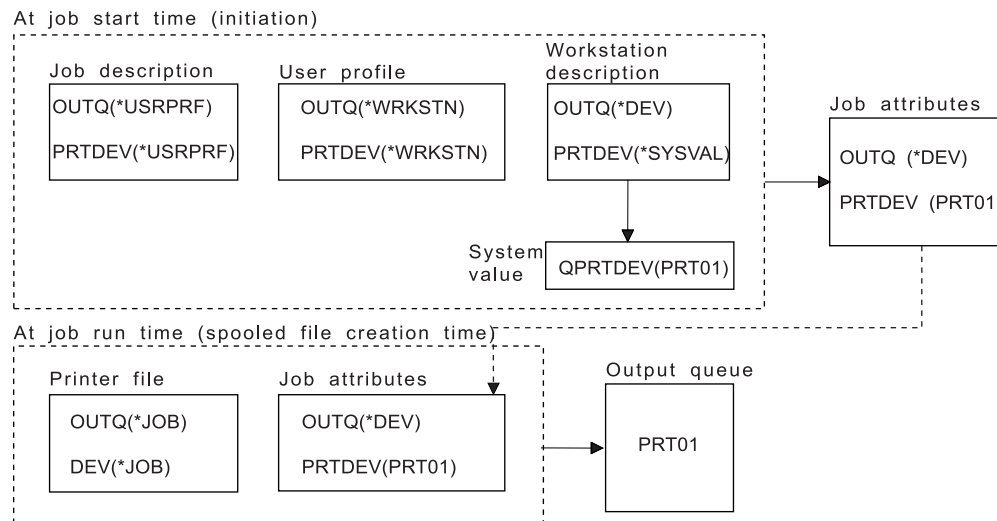 At job start time (initiation)
Job description
OUTQ(*USRPRF)
PRTDEV(*USRPRF)
User profile
OUTQ(*WRKSTN)
PRTDEV(*WRKSTN)
Workstation
description
OUTQ(*DEV)
PRTDEV(*SYSVAL)
System
value
QPRTDEV(PRT01)
Job attributes
OUTQ (*DEV)
PRTDEV (PRT01
At job run time (spooled file creation time)
Printer file
OUTQ(*JOB)
DEV(*JOB)
Job attributes
OUTQ(*DEV)
PRTDEV(PRT01)
Output queue
PRT01